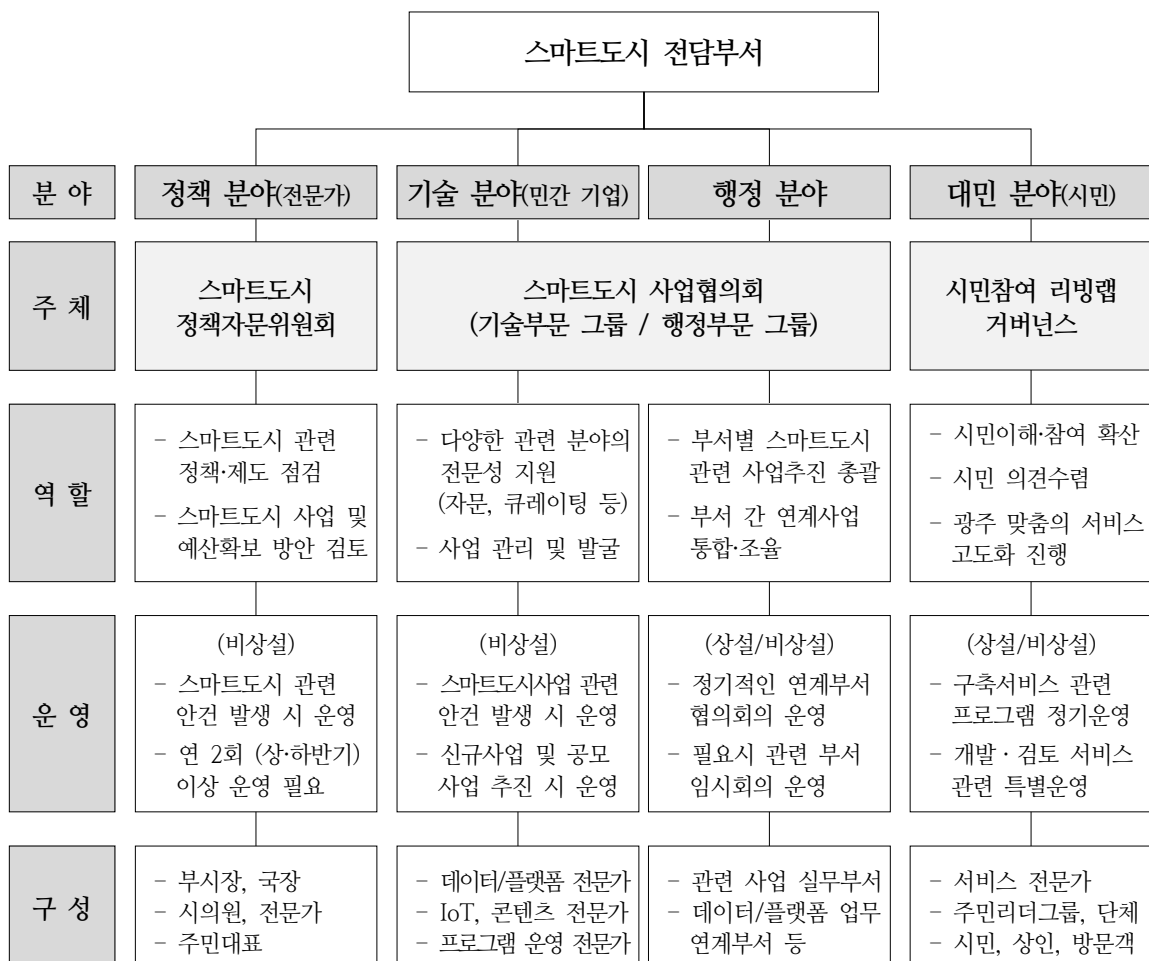 스마트도시 전담부서
분 야
정책 분야(전문가)
기술 분야(민간 기업)
행정 분야
대민 분야(시민)
주 체
스마트도시
정책자문위원회
스마트도시 사업협의회
(기술부문 그룹 / 행정부문 그룹)
시민참여 리빙랩
거버넌스
역 할
- 스마트도시 관련
정책·제도 점검
- 스마트도시 사업 및
예산확보 방안 검토
- 다양한 관련 분야의
전문성 지원
(자문, 큐레이팅 등)
- 사업 관리 및 발굴
- 부서별 스마트도시
관련 사업추진 총괄
- 부서 간 연계사업
통합·조율
- 시민이해·참여 확산
- 시민 의견수렴
- 광주 맞춤의 서비스
고도화 진행
운 영
(비상설)
- 스마트도시 관련
안건 발생 시 운영
- 연 2회 (상·하반기)
이상 운영 필요
(비상설)
- 스마트도시사업 관련
안건 발생 시 운영
- 신규사업 및 공모
사업 추진 시 운영
(상설/비상설)
- 정기적인 연계부서
협의회의 운영
- 필요시 관련 부서
임시회의 운영
(상설/비상설)
- 구축서비스 관련
프로그램 정기운영
- 개발 · 검토 서비스
관련 특별운영
구 성
- 부시장, 국장
- 시의원, 전문가
- 주민대표
- 데이터/플랫폼 전문가
- IoT, 콘텐츠 전문가
- 프로그램 운영 전문가
- 관련 사업 실무부서
- 데이터/플랫폼 업무
연계부서 등
- 서비스 전문가
- 주민리더그룹, 단체
- 시민, 상인, 방문객